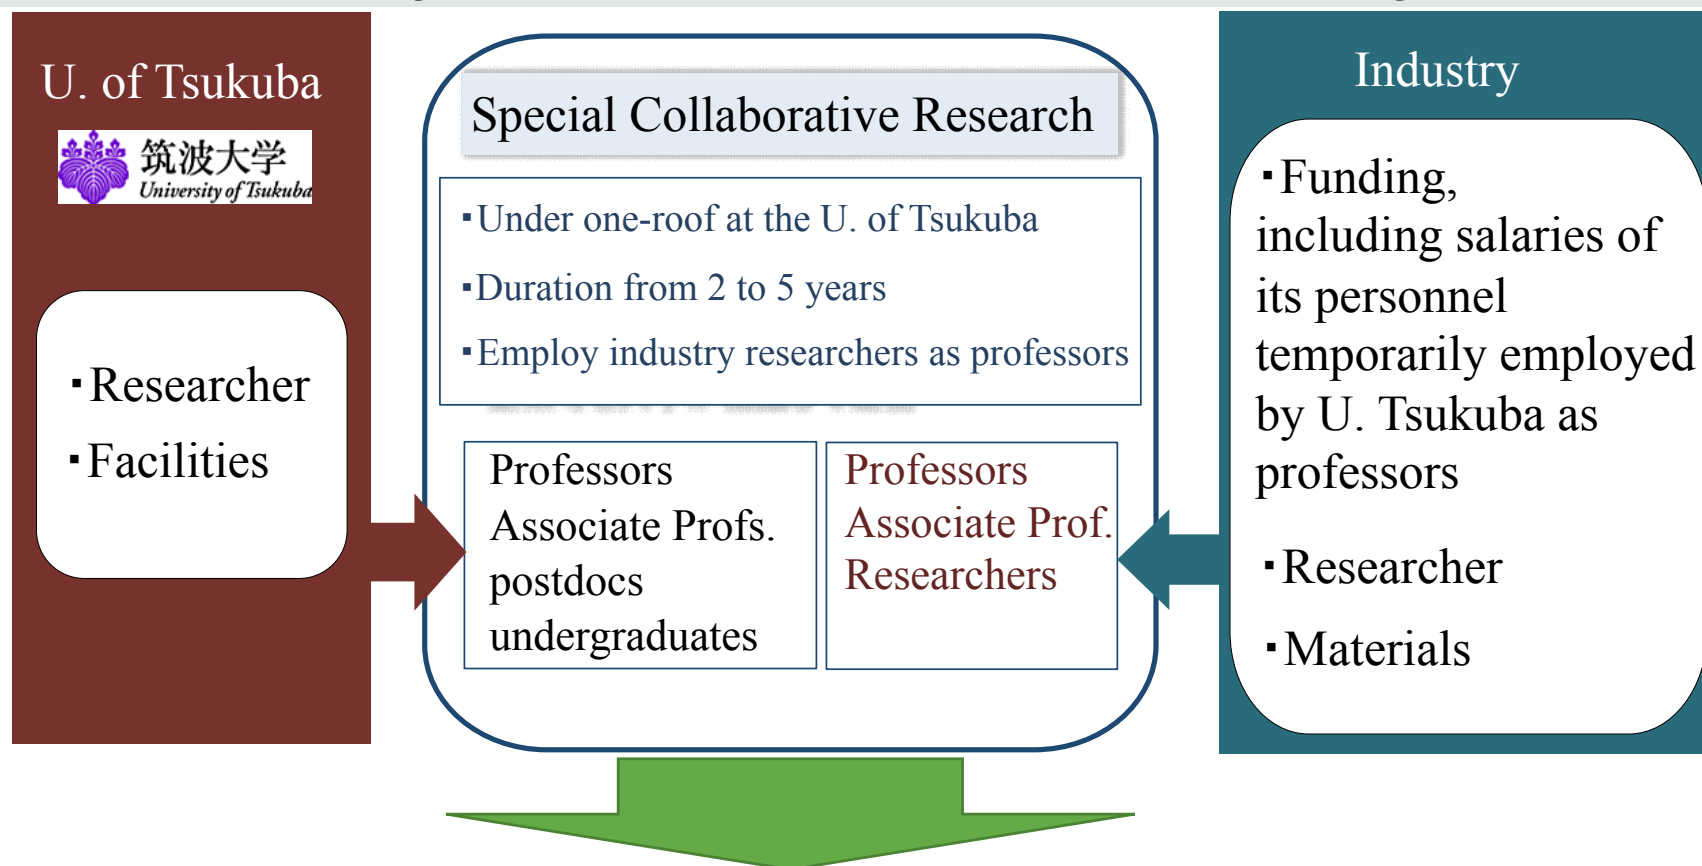 U. of Tsukuba
筑波大学
University of Tsukuba
▪Researcher
▪Facilities
Special Collaborative Research
▪Under one-roof at the U. of Tsukuba
▪Duration from 2 to 5 years
▪Employ industry researchers as professors
Professors
Associate Profs.
postdocs
undergraduates
Professors
Associate Prof.
Researchers
Industry
▪Funding,
including salaries of
its personnel
temporarily employed
by U. Tsukuba as
professors
▪Researcher
▪Materials